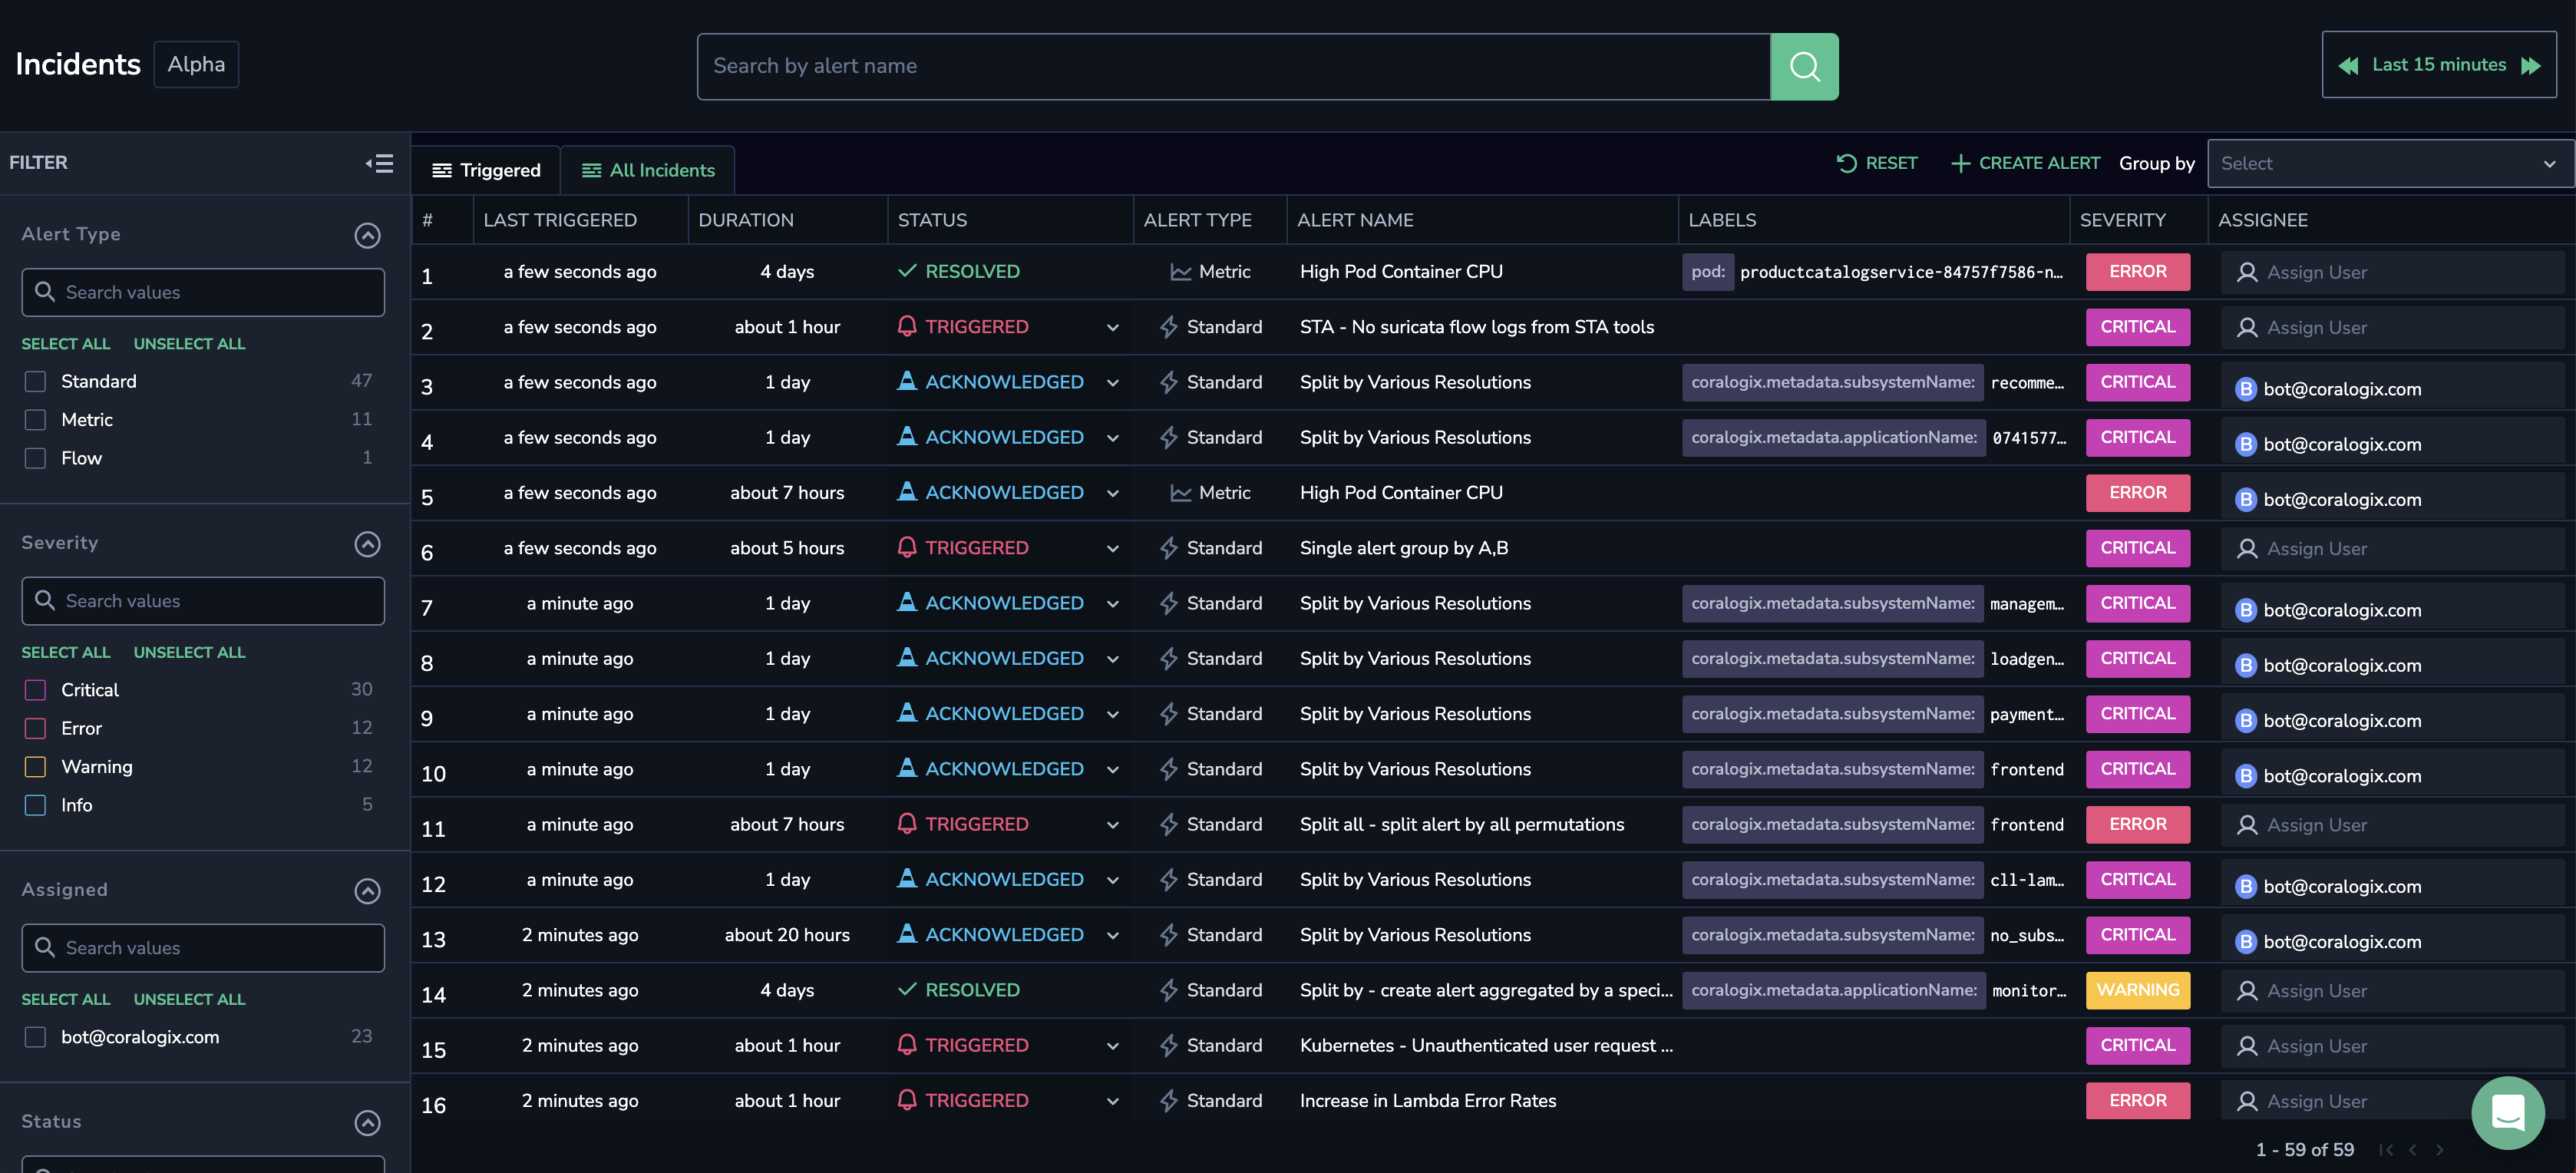 Incidents Alpha
Search by alert name
Last 15 minutes
FILTER
Alert Type
Search values
SELECT ALL UNSELECT ALL
Standard 47
Metric 11
Flow 1
Severity
Search values
SELECT ALL UNSELECT ALL
Critical 30
Error 12
Warning 12
Info 5
Assigned
Search values
SELECT ALL UNSELECT ALL
bot@coralogix.com 23
Status
Triggered All Incidents RESET CREATE ALERT Group by Select
# LAST TRIGGERED DURATION STATUS ALERT TYPE ALERT NAME LABELS SEVERITY ASSIGNEE
1 a few seconds ago 4 days RESOLVED Metric High Pod Container CPU pod: productcatalogservice-84757f7586-n… ERROR Assign User
2 a few seconds ago about 1 hour TRIGGERED Standard STA - No suricata flow logs from STA tools CRITICAL Assign User
3 a few seconds ago 1 day ACKNOWLEDGED Standard Split by Various Resolutions coralogix.metadata.subsystemName: recomme… CRITICAL B bot@coralogix.com
4 a few seconds ago 1 day ACKNOWLEDGED Standard Split by Various Resolutions coralogix.metadata.applicationName: 0741577… CRITICAL B bot@coralogix.com
5 a few seconds ago about 7 hours ACKNOWLEDGED Metric High Pod Container CPU ERROR B bot@coralogix.com
6 a few seconds ago about 5 hours TRIGGERED Standard Single alert group by A,B CRITICAL Assign User
7 a minute ago 1 day ACKNOWLEDGED Standard Split by Various Resolutions coralogix.metadata.subsystemName: managem… CRITICAL B bot@coralogix.com
8 a minute ago 1 day ACKNOWLEDGED Standard Split by Various Resolutions coralogix.metadata.subsystemName: loadgen… CRITICAL B bot@coralogix.com
9 a minute ago 1 day ACKNOWLEDGED Standard Split by Various Resolutions coralogix.metadata.subsystemName: payment… CRITICAL B bot@coralogix.com
10 a minute ago 1 day ACKNOWLEDGED Standard Split by Various Resolutions coralogix.metadata.subsystemName: frontend CRITICAL B bot@coralogix.com
11 a minute ago about 7 hours TRIGGERED Standard Split all - split alert by all permutations coralogix.metadata.subsystemName: frontend ERROR Assign User
12 a minute ago 1 day ACKNOWLEDGED Standard Split by Various Resolutions coralogix.metadata.subsystemName: cll-lam… CRITICAL B bot@coralogix.com
13 2 minutes ago about 20 hours ACKNOWLEDGED Standard Split by Various Resolutions coralogix.metadata.subsystemName: no_subs… CRITICAL B bot@coralogix.com
14 2 minutes ago 4 days RESOLVED Standard Split by - create alert aggregated by a speci… coralogix.metadata.applicationName: monitor… WARNING Assign User
15 2 minutes ago about 1 hour TRIGGERED Standard Kubernetes - Unauthenticated user request … CRITICAL Assign User
16 2 minutes ago about 1 hour TRIGGERED Standard Increase in Lambda Error Rates ERROR Assign User
1 - 59 of 59